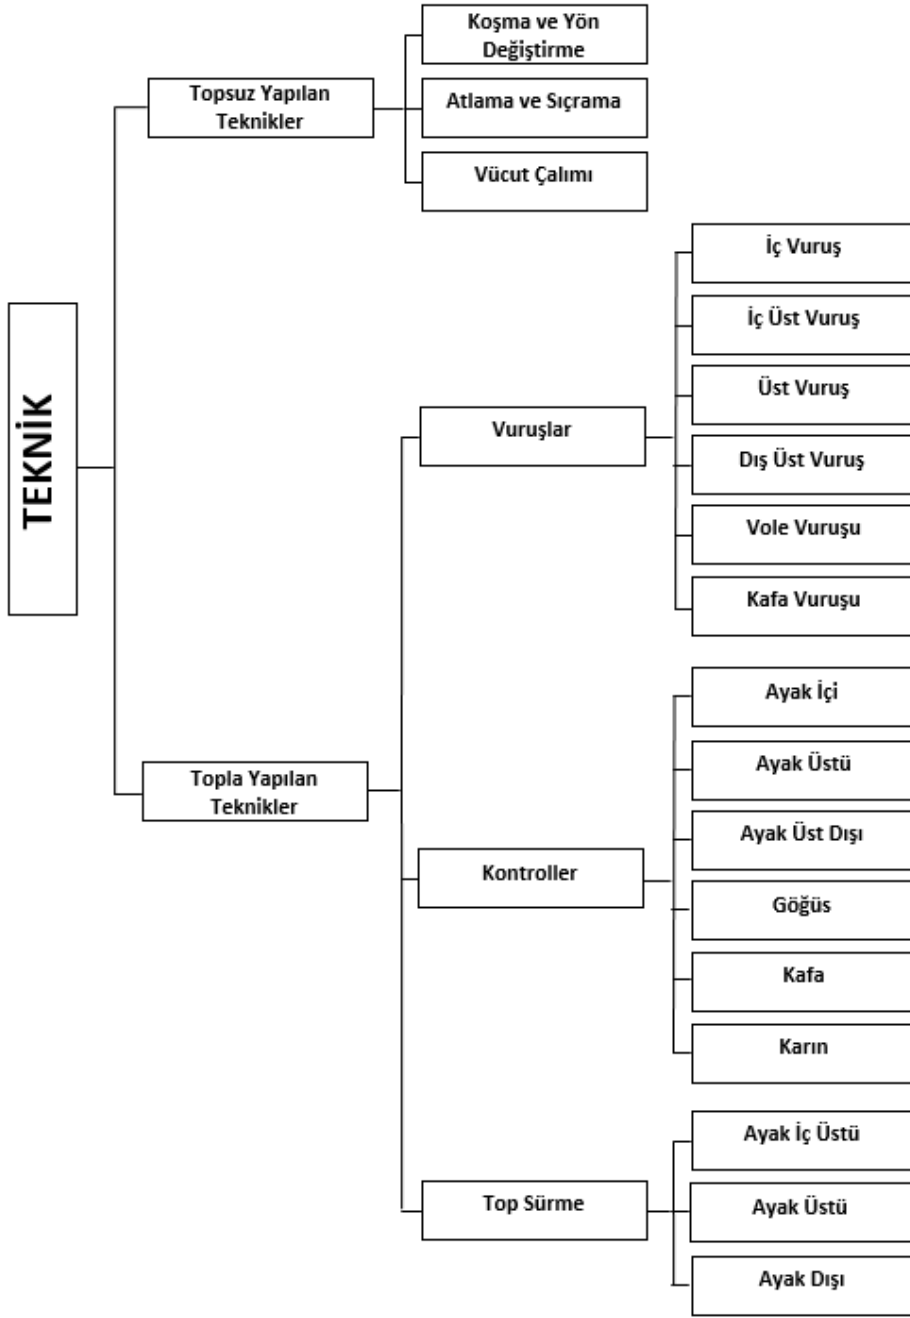 TEKNİK
Topsuz Yapılan
Teknikler
Koşma ve Yön
Değiştirme
Atlama ve Sıçrama
Vücut Çalımı
Topla Yapılan
Teknikler
Vuruşlar
İç Vuruş
İç Üst Vuruş
Üst Vuruş
Dış Üst Vuruş
Vole Vuruşu
Kafa Vuruşu
Kontroller
Ayak İçi
Ayak Üstü
Ayak Üst Dışı
Göğüs
Kafa
Karın
Top Sürme
Ayak İç Üstü
Ayak Üstü
Ayak Dışı